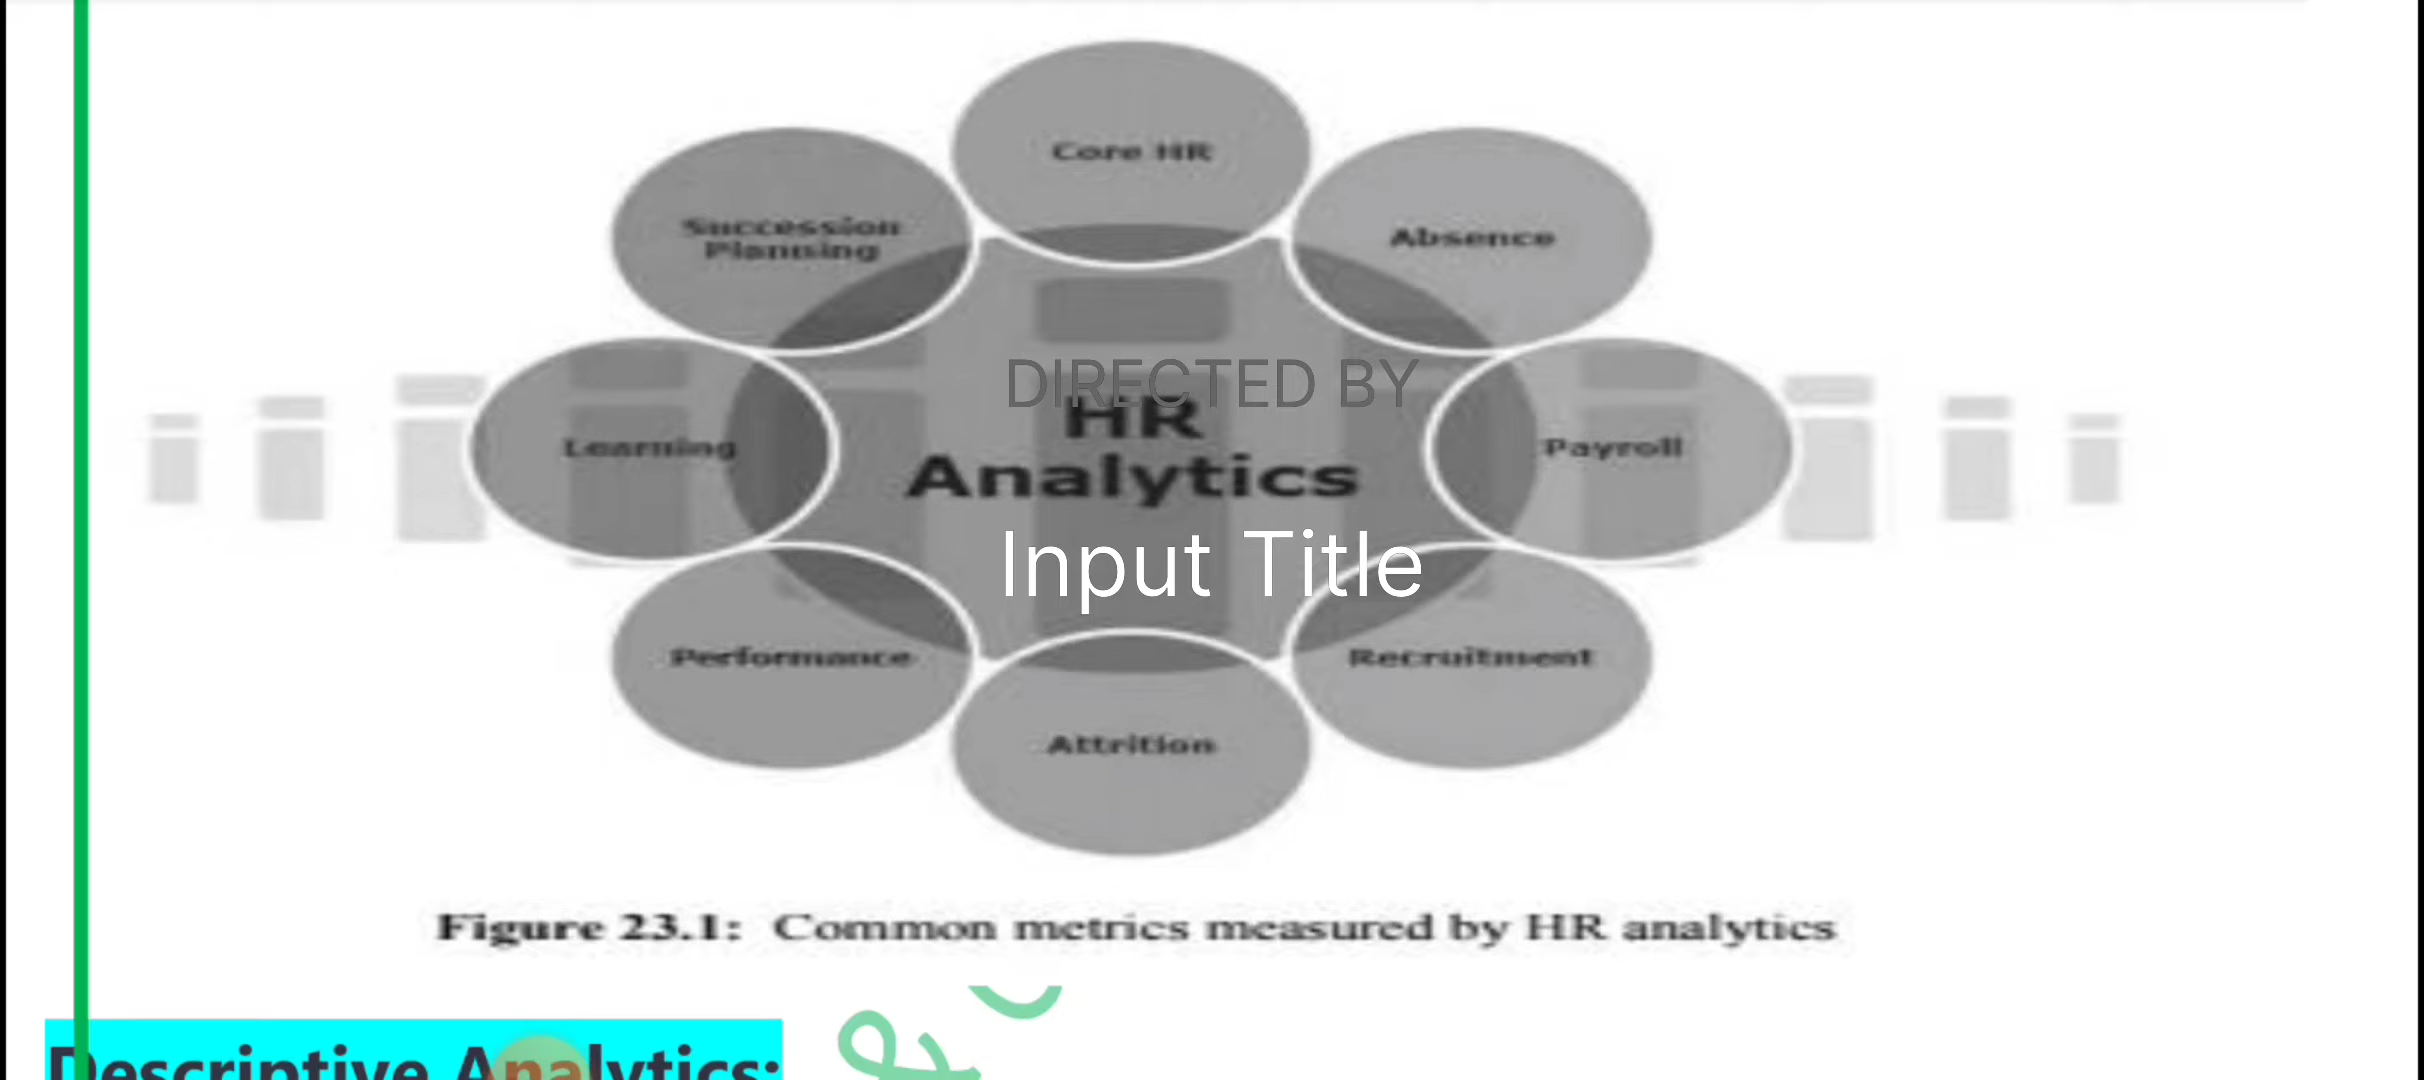 Core HR
Succession
Planning
Absence
DIRECTED BY
HR
Analytics
Learning
Payroll
Input Title
Performance
Recruitment
Attrition
Figure 23.1: Common metrics measured by HR analytics
Descriptive Analytics: